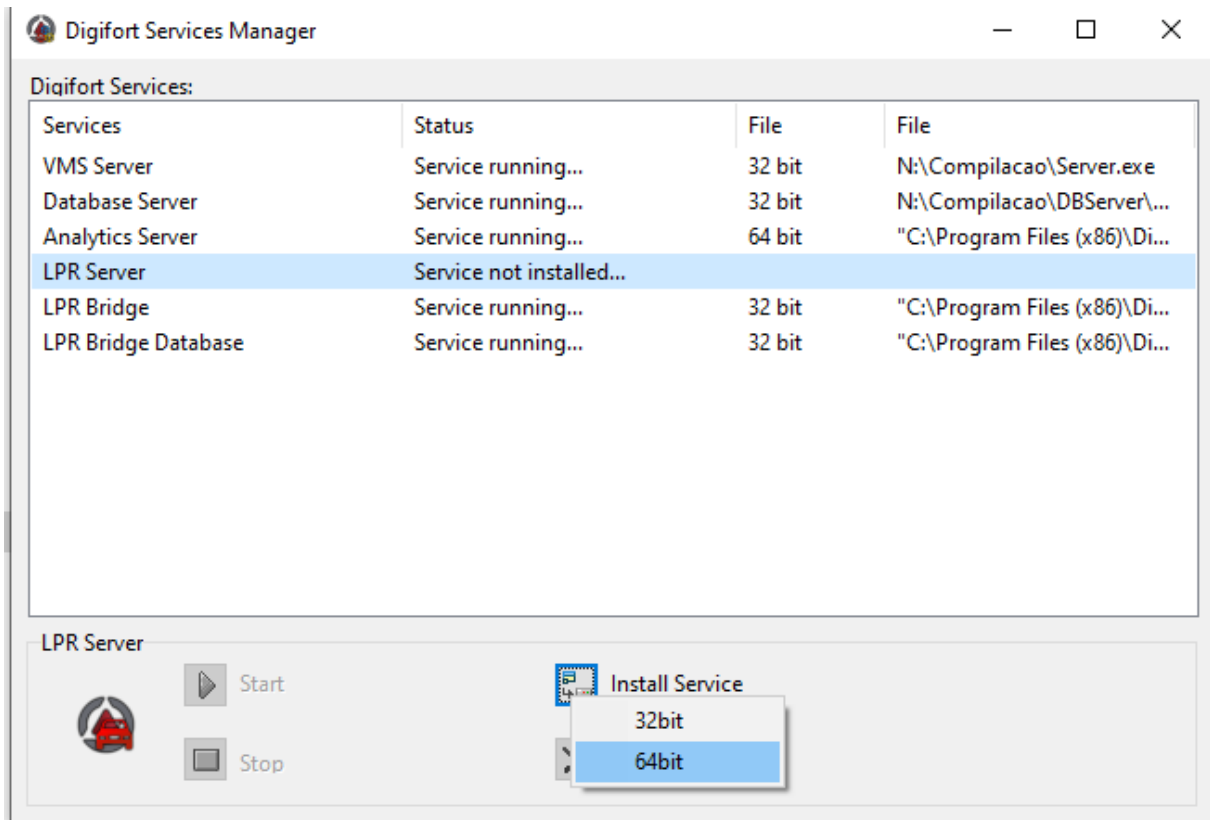 Digifort Services Manager
Digifort Services:
Services Status File File
VMS Server Service running... 32 bit N:\Compilacao\Server.exe
Database Server Service running... 32 bit N:\Compilacao\DBServer\...
Analytics Server Service running... 64 bit "C:\Program Files (x86)\Di...
LPR Server Service not installed...
LPR Bridge Service running... 32 bit "C:\Program Files (x86)\Di...
LPR Bridge Database Service running... 32 bit "C:\Program Files (x86)\Di...
LPR Server
Start Install Service
32bit
Stop 64bit